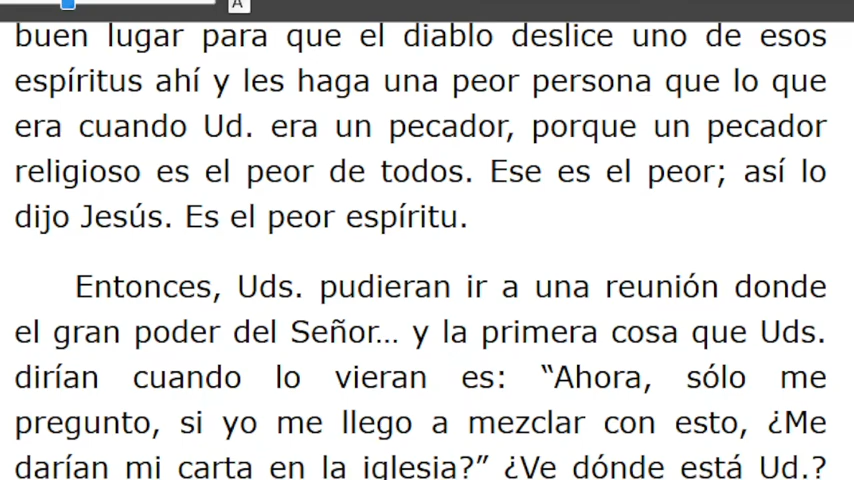 A
buen lugar para que el diablo deslice uno de esos
espíritus ahí y les haga una peor persona que lo que
era cuando Ud. era un pecador, porque un pecador
religioso es el peor de todos. Ese es el peor; así lo
dijo Jesús. Es el peor espíritu.
Entonces, Uds. pudieran ir a una reunión donde
el gran poder del Señor… y la primera cosa que Uds.
dirían cuando lo vieran es: “Ahora, sólo me
pregunto, si yo me llego a mezclar con esto, ¿Me
darían mi carta en la iglesia?” ¿Ve dónde está Ud.?